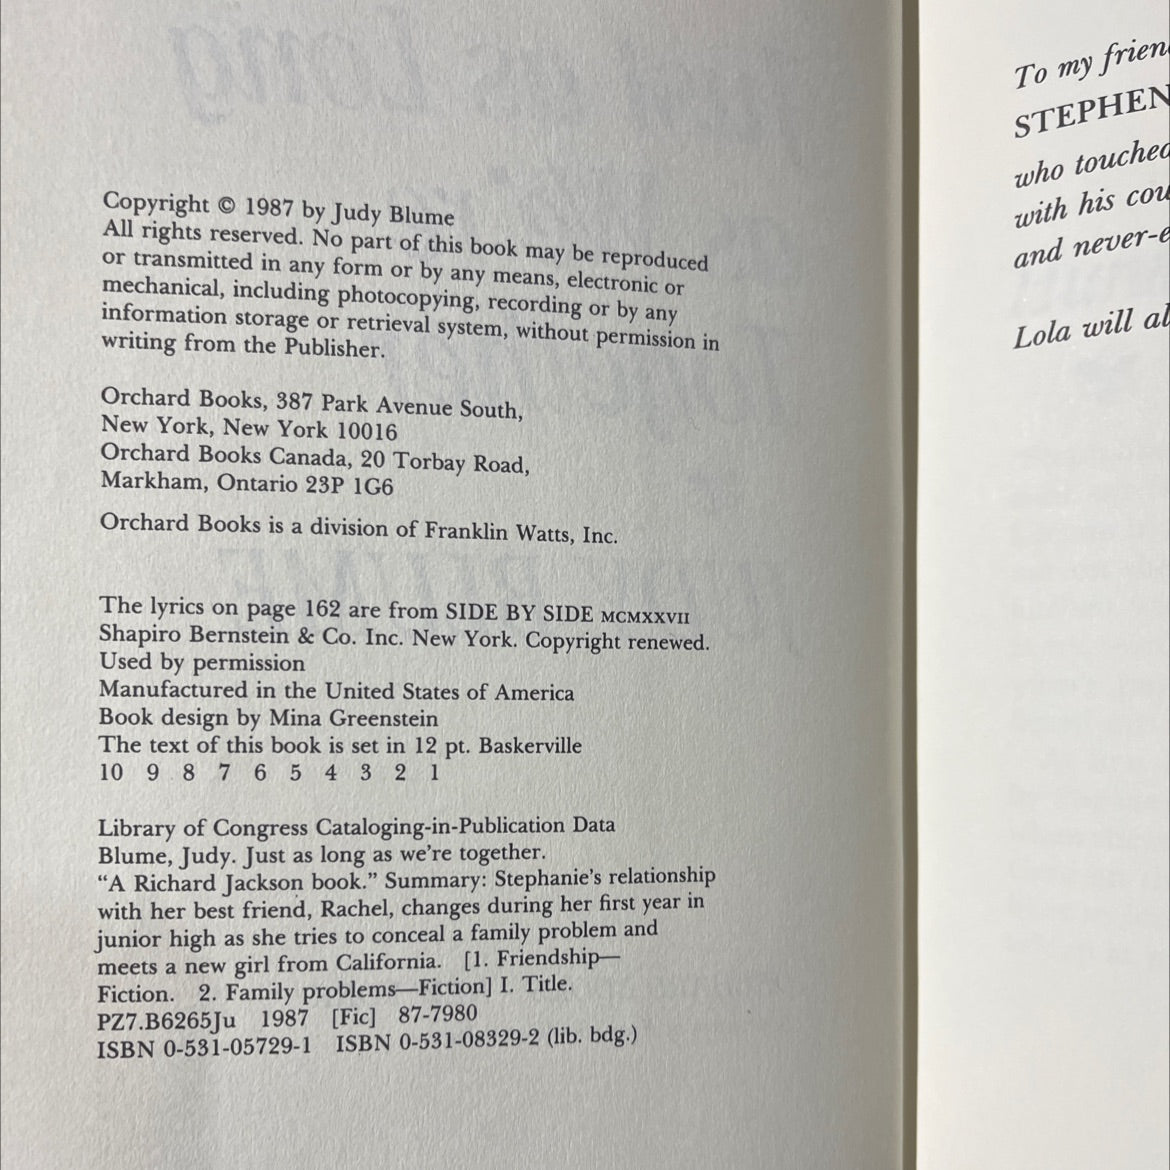 Copyright © 1987 by Judy Blume
All rights reserved. No part of this book may be reproduced
or transmitted in any form or by any means, electronic or
mechanical, including photocopying, recording or by any
information storage or retrieval system, without permission in
writing from the Publisher.
Orchard Books, 387 Park Avenue South,
New York, New York 10016
Orchard Books Canada, 20 Torbay Road,
Markham, Ontario 23P 1G6
Orchard Books is a division of Franklin Watts, Inc.
The lyrics on page 162 are from SIDE BY SIDE MCMXXVII
Shapiro Bernstein & Co. Inc. New York. Copyright renewed.
Used by permission
Manufactured in the United States of America
Book design by Mina Greenstein
The text of this book is set in 12 pt. Baskerville
10 9 8 7 6 5 4 3 2 1
Library of Congress Cataloging-in-Publication Data
Blume, Judy. Just as long as we're together.
“A Richard Jackson book.” Summary: Stephanie's relationship
with her best friend, Rachel, changes during her first year in
junior high as she tries to conceal a family problem and
meets a new girl from California. [1. Friendship—
Fiction. 2. Family problems—Fiction] I. Title.
PZ7.B6265Ju 1987 [Fic] 87-7980
ISBN 0-531-05729-1 ISBN 0-531-08329-2 (lib. bdg.)
To my
STEPHEN
who touched
with his
and
Lola will